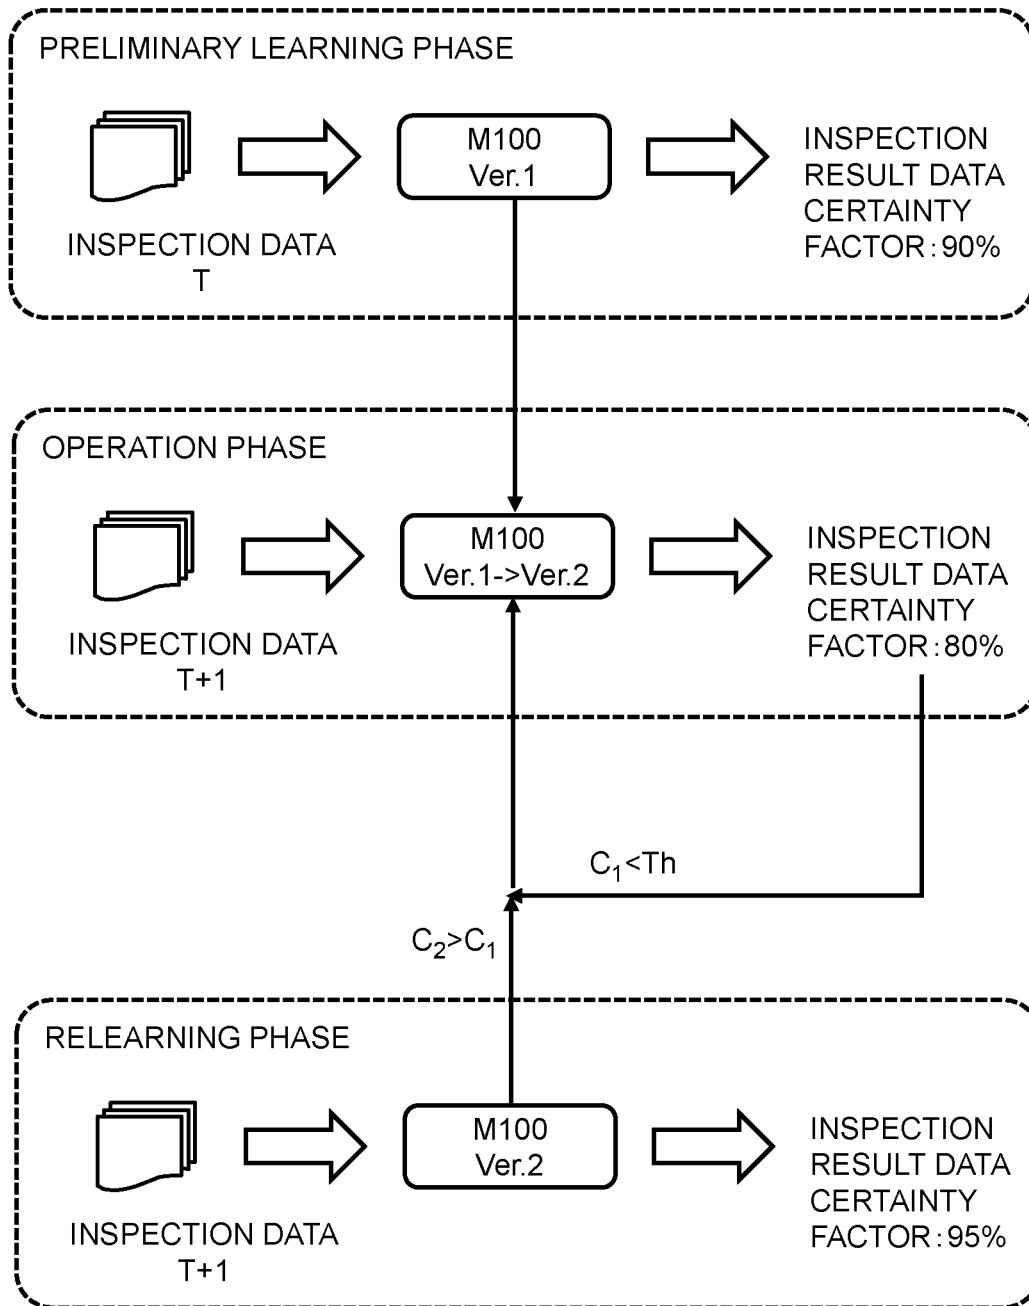 PRELIMINARY LEARNING PHASE
INSPECTION DATA
T
M100
Ver.1
INSPECTION
RESULT DATA
CERTAINTY
FACTOR:90%
OPERATION PHASE
INSPECTION DATA
T+1
M100
Ver.1->Ver.2
INSPECTION
RESULT DATA
CERTAINTY
FACTOR:80%
C₁<Th
C₂>C₁
RELEARNING PHASE
INSPECTION DATA
T+1
M100
Ver.2
INSPECTION
RESULT DATA
CERTAINTY
FACTOR:95%